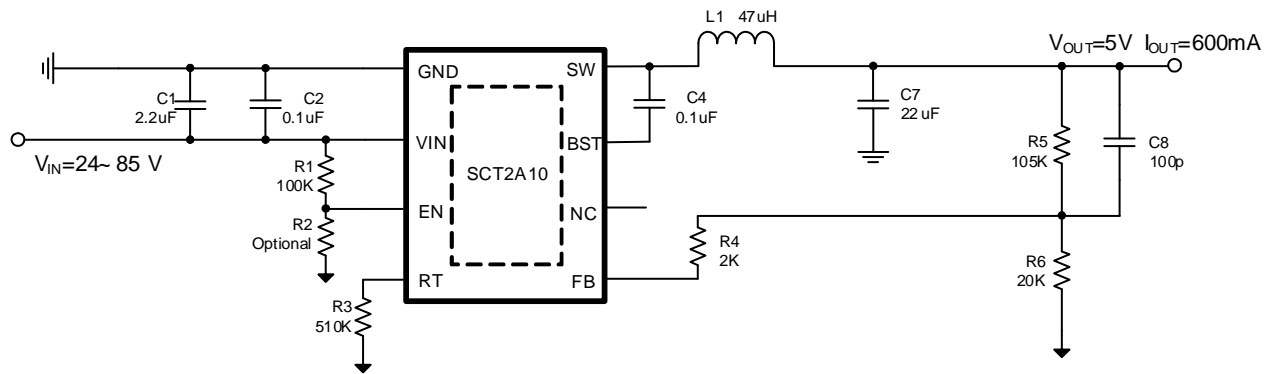 L1 47uH
V_OUT=5V I_OUT=600mA
GND
SW
C1
2.2uF
C2
0.1uF
C4
0.1uF
C7
22uF
VIN
BST
R5
105K
C8
100p
V_IN=24~ 85 V
R1
100K
SCT2A10
EN
NC
R2
Optional
R4
2K
R6
20K
RT
FB
R3
510K